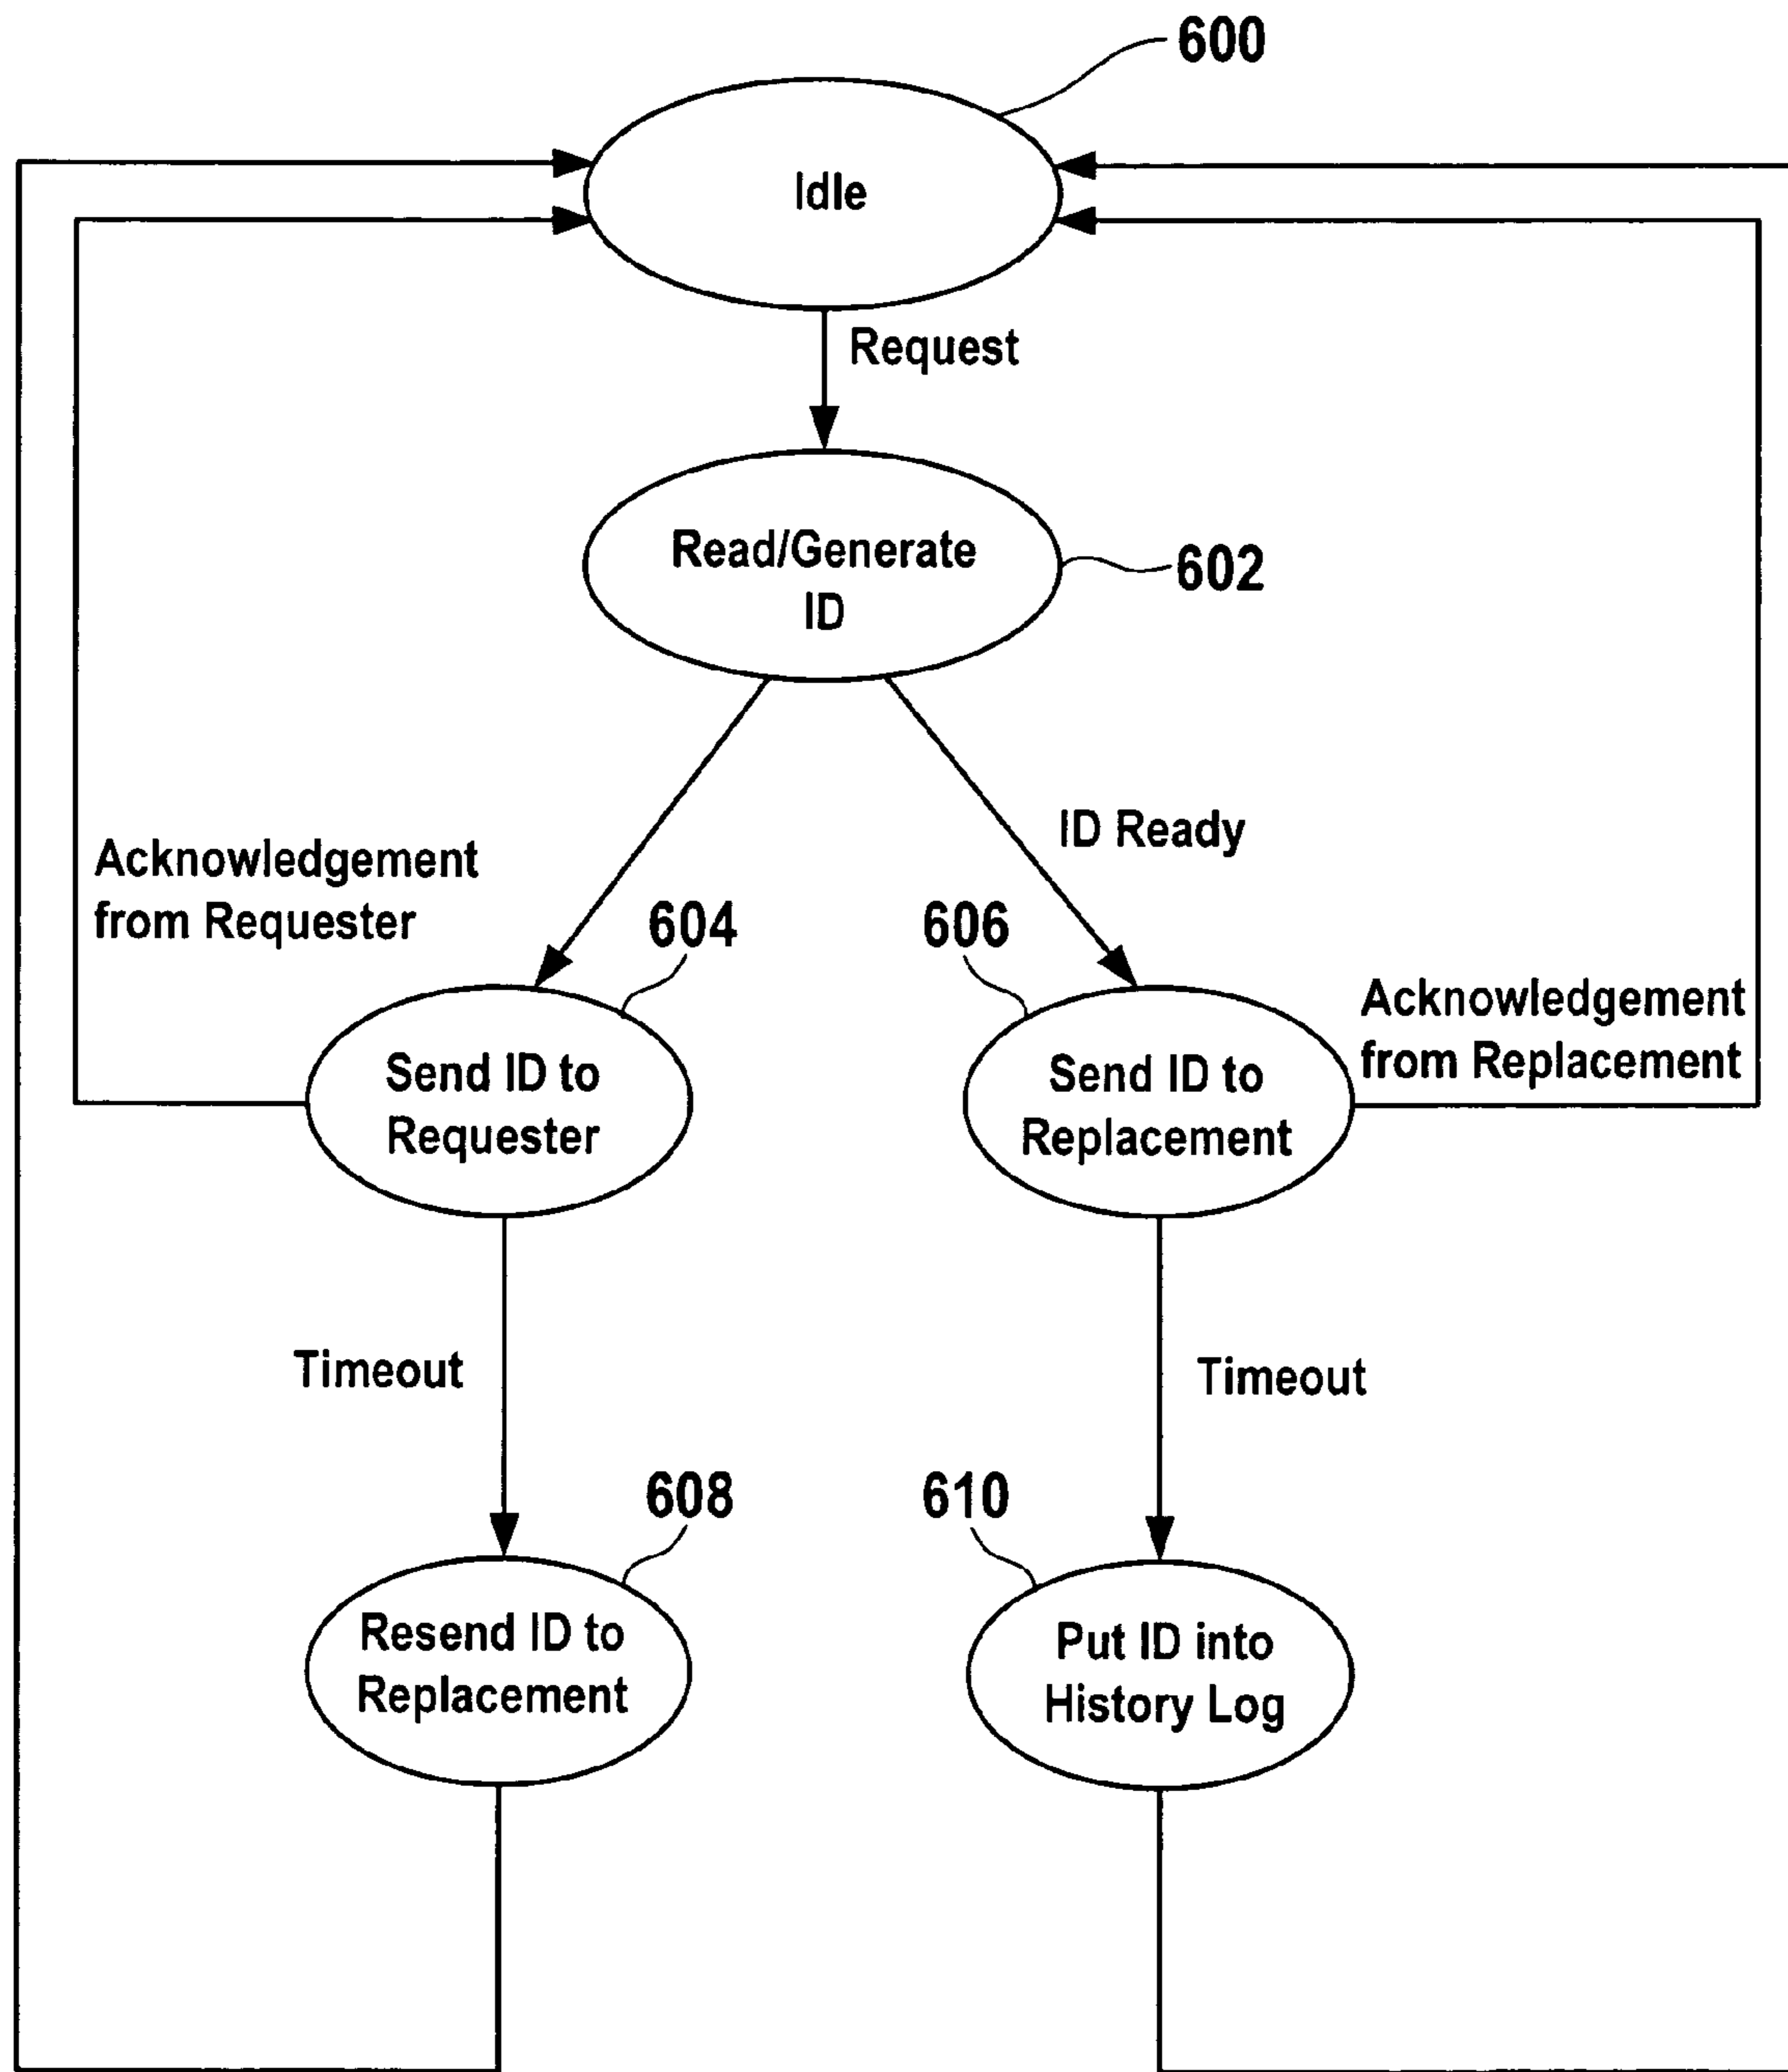 600
Idle
Request
Read/Generate
ID
602
ID Ready
Acknowledgement
from Requester
604
606
Acknowledgement
from Replacement
Send ID to
Requester
Send ID to
Replacement
Timeout
Timeout
608
610
Resend ID to
Replacement
Put ID into
History Log